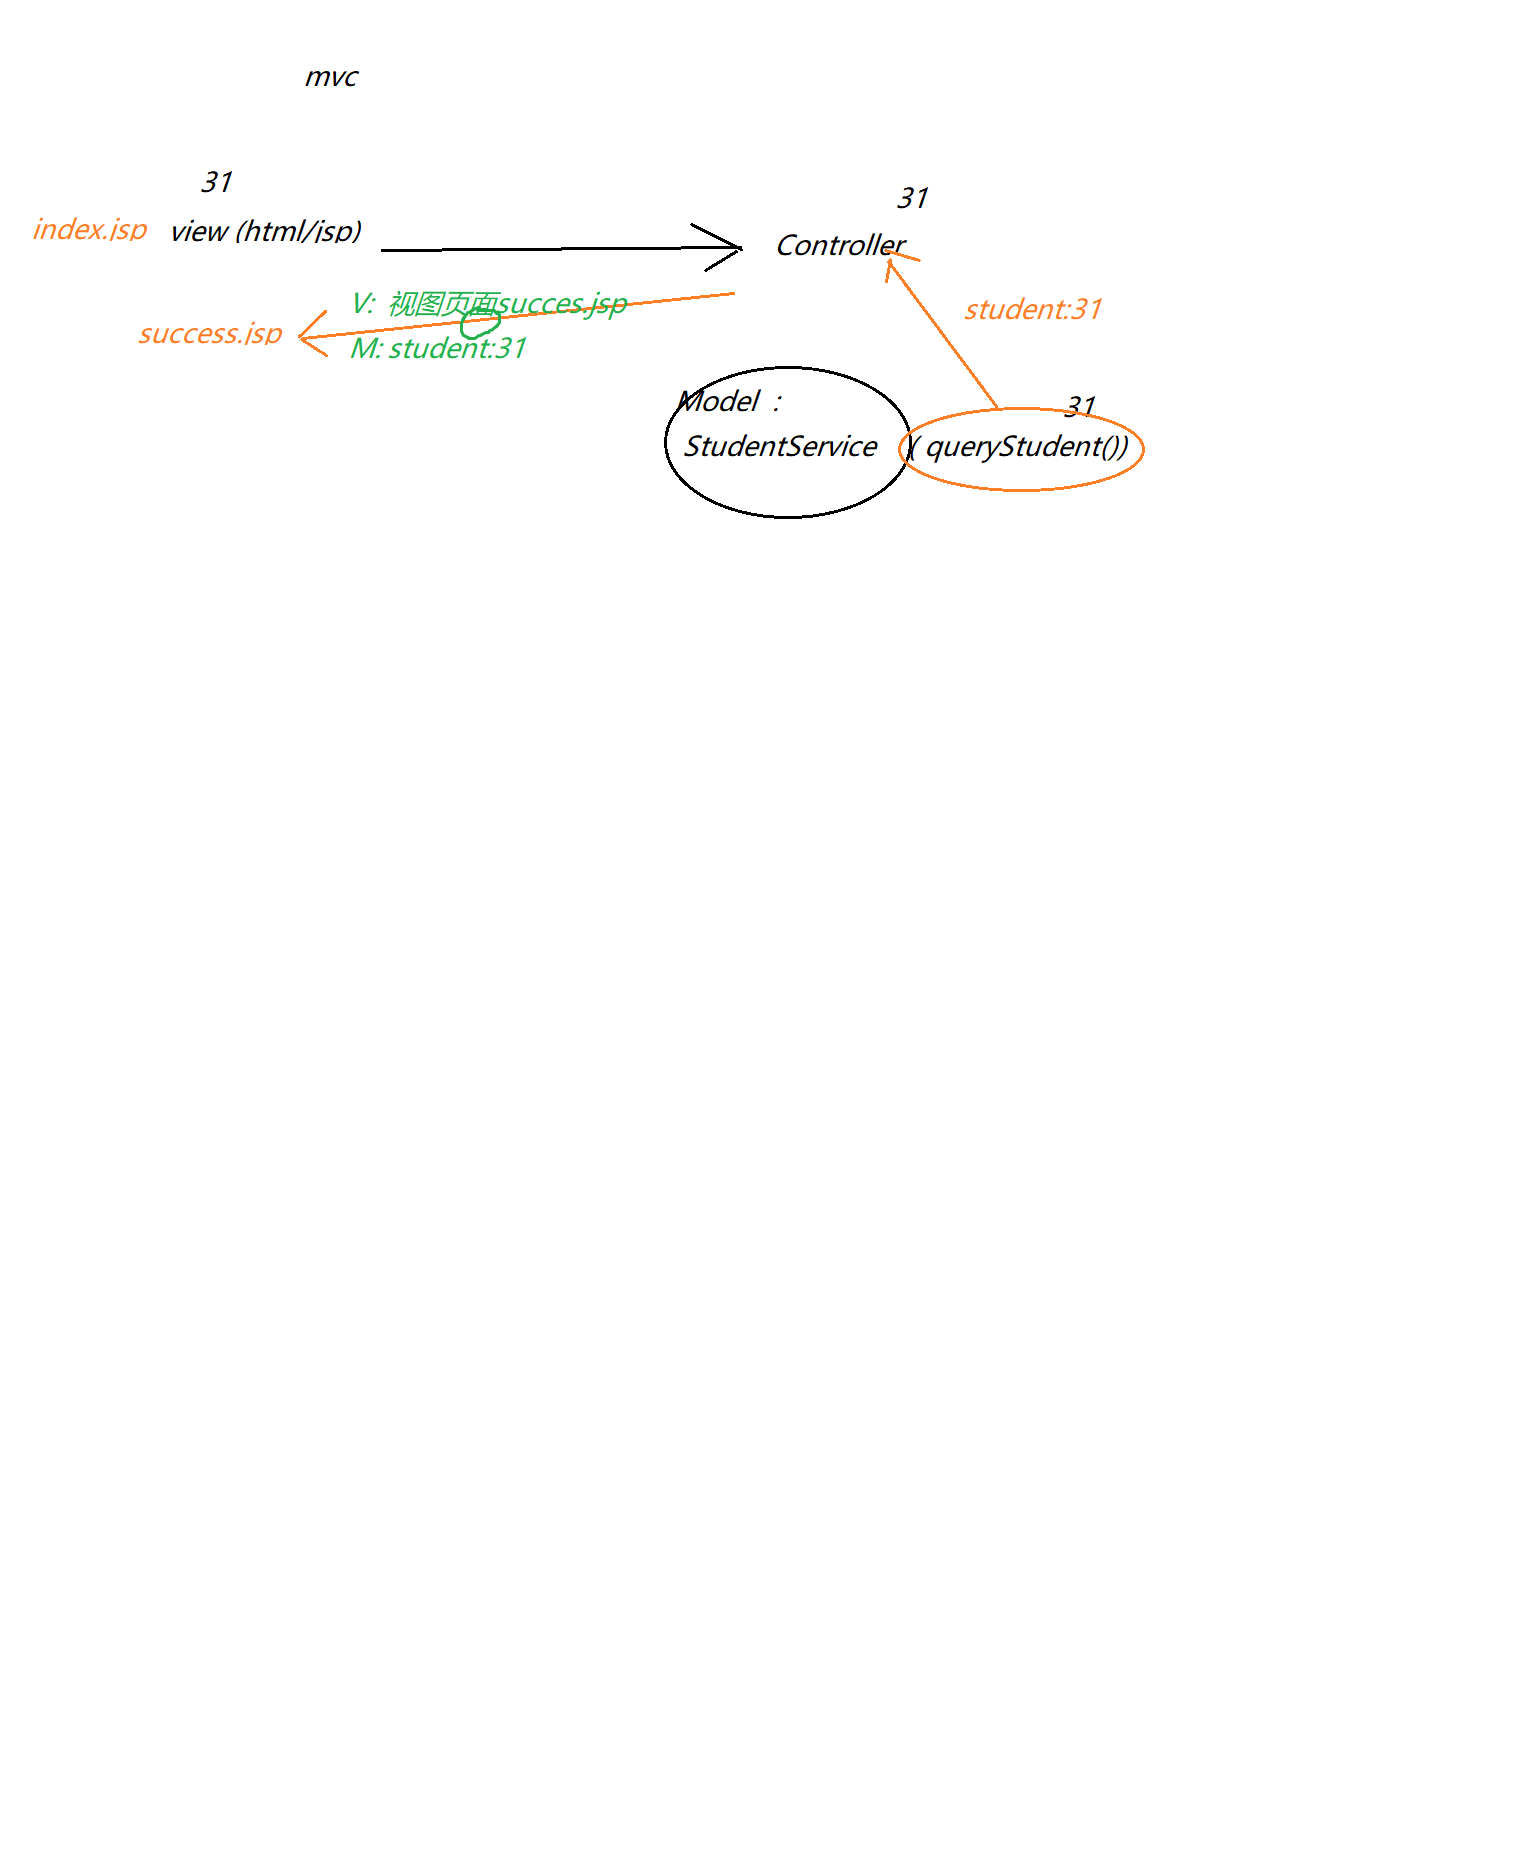 mvc
31
31
index.jsp view (html/jsp)
Controller
V: 视图页面succes.jsp
student:31
success.jsp
M: student:31
Model :
31
StudentService ( queryStudent())